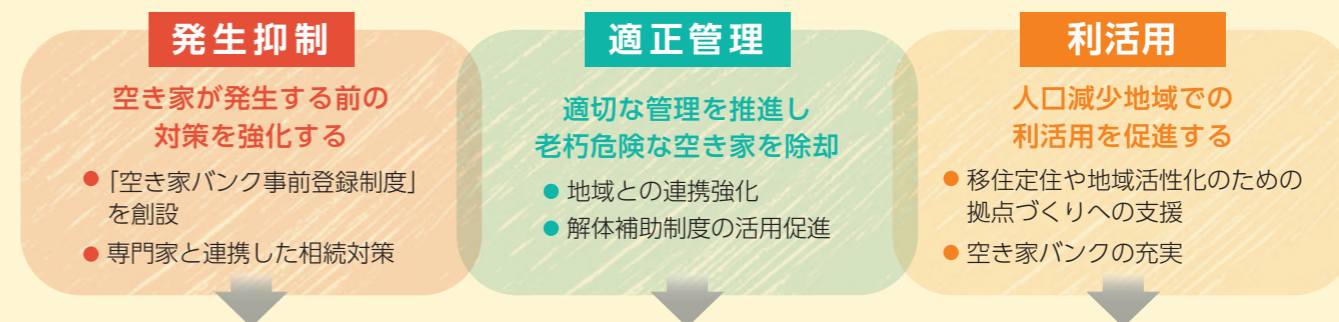 発生抑制
空き家が発生する前の
対策を強化する
●「空き家バンク事前登録制度」
を創設
● 専門家と連携した相続対策
適正管理
適切な管理を推進し
老朽危険な空き家を除却
● 地域との連携強化
● 解体補助制度の活用促進
利活用
人口減少地域での
利活用を促進する
● 移住定住や地域活性化のための
拠点づくりへの支援
● 空き家バンクの充実